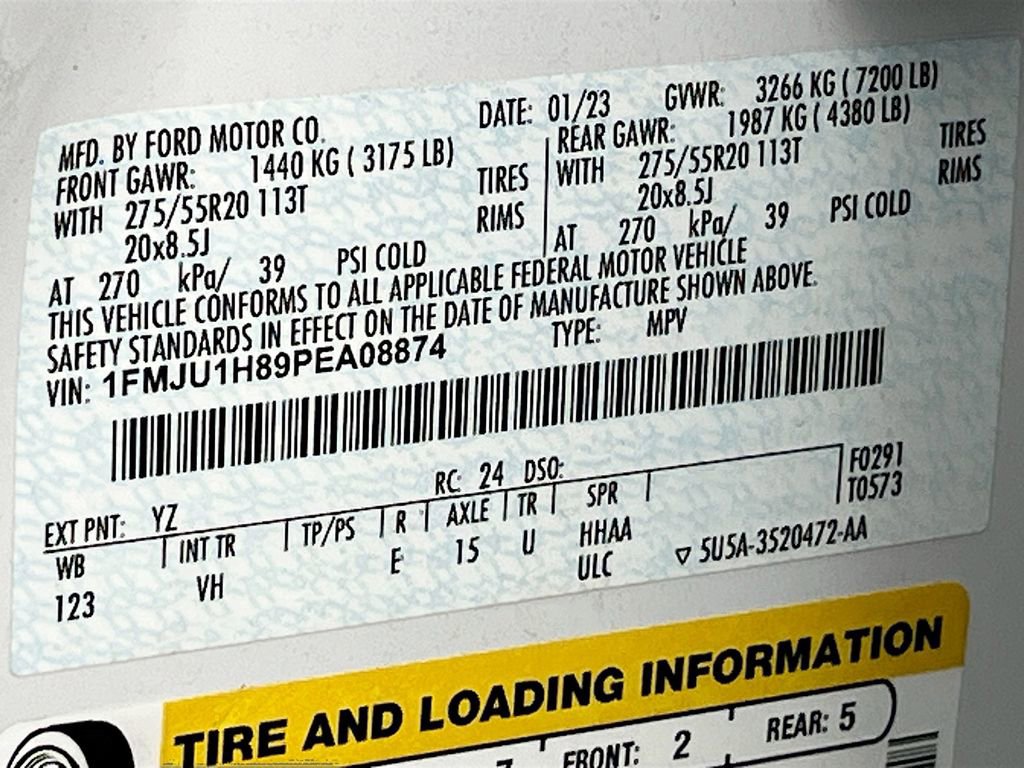 MFD. BY FORD MOTOR CO. DATE: 01/23 GVWR: 3266 KG ( 7200 LB)
FRONT GAWR: 1440 KG ( 3175 LB) REAR GAWR: 1987 KG ( 4380 LB)
WITH 275/55R20 113T TIRES WITH 275/55R20 113T TIRES
20x8.5J RIMS 20x8.5J RIMS
AT 270 kPa/ 39 PSI COLD AT 270 kPa/ 39 PSI COLD
THIS VEHICLE CONFORMS TO ALL APPLICABLE FEDERAL MOTOR VEHICLE
SAFETY STANDARDS IN EFFECT ON THE DATE OF MANUFACTURE SHOWN ABOVE.
VIN: 1FMJU1H89PEA08874 TYPE: MPV
EXT PNT: YZ RC: 24 DSO: F0291
WB INT TR TP/PS R AXLE TR SPR T0573
123 VH E 15 U HHAA
ULC ▽ 5U5A-3520472-AA
TIRE AND LOADING INFORMATION
FRONT: 2 REAR: 5